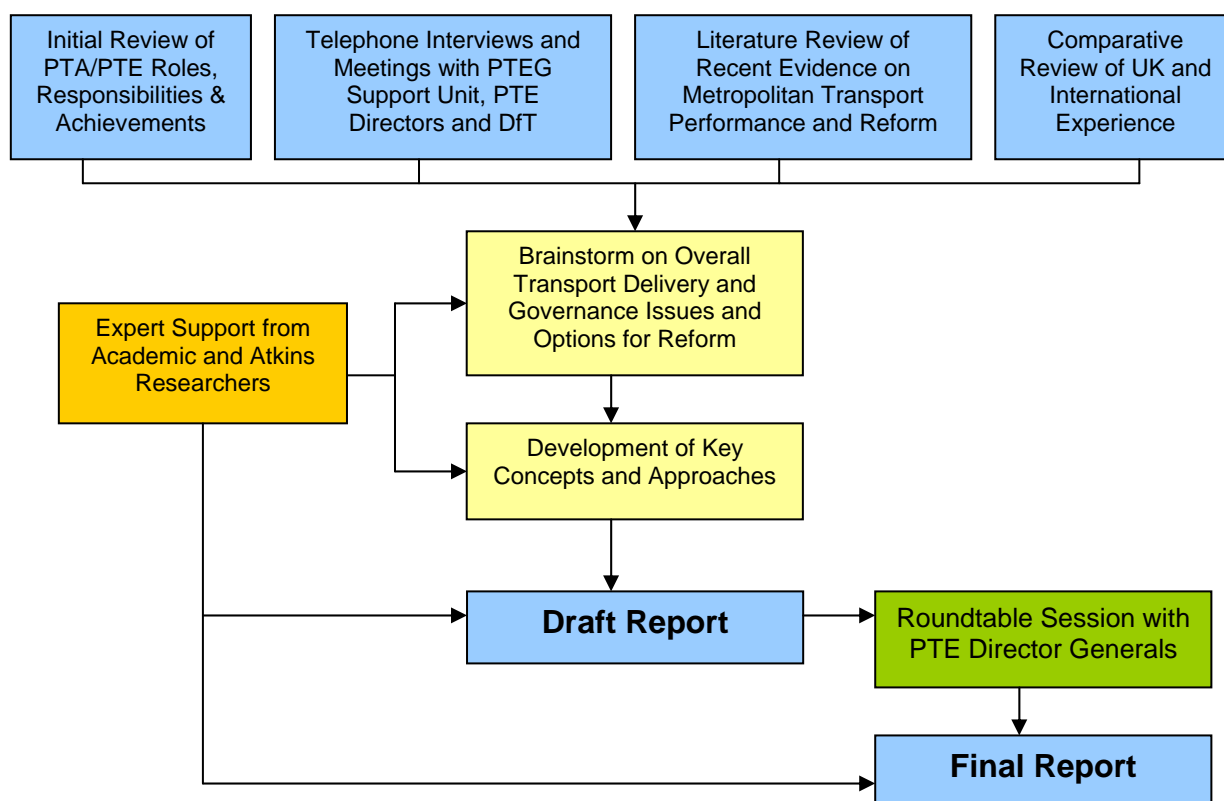 Initial Review of
PTA/PTE Roles,
Responsibilities &
Achievements
Telephone Interviews and
Meetings with PTEG
Support Unit, PTE
Directors and DfT
Literature Review of
Recent Evidence on
Metropolitan Transport
Performance and Reform
Comparative
Review of UK and
International
Experience
Brainstorm on Overall
Transport Delivery and
Governance Issues and
Options for Reform
Expert Support from
Academic and Atkins
Researchers
Development of Key
Concepts and Approaches
Draft Report
Roundtable Session with
PTE Director Generals
Final Report